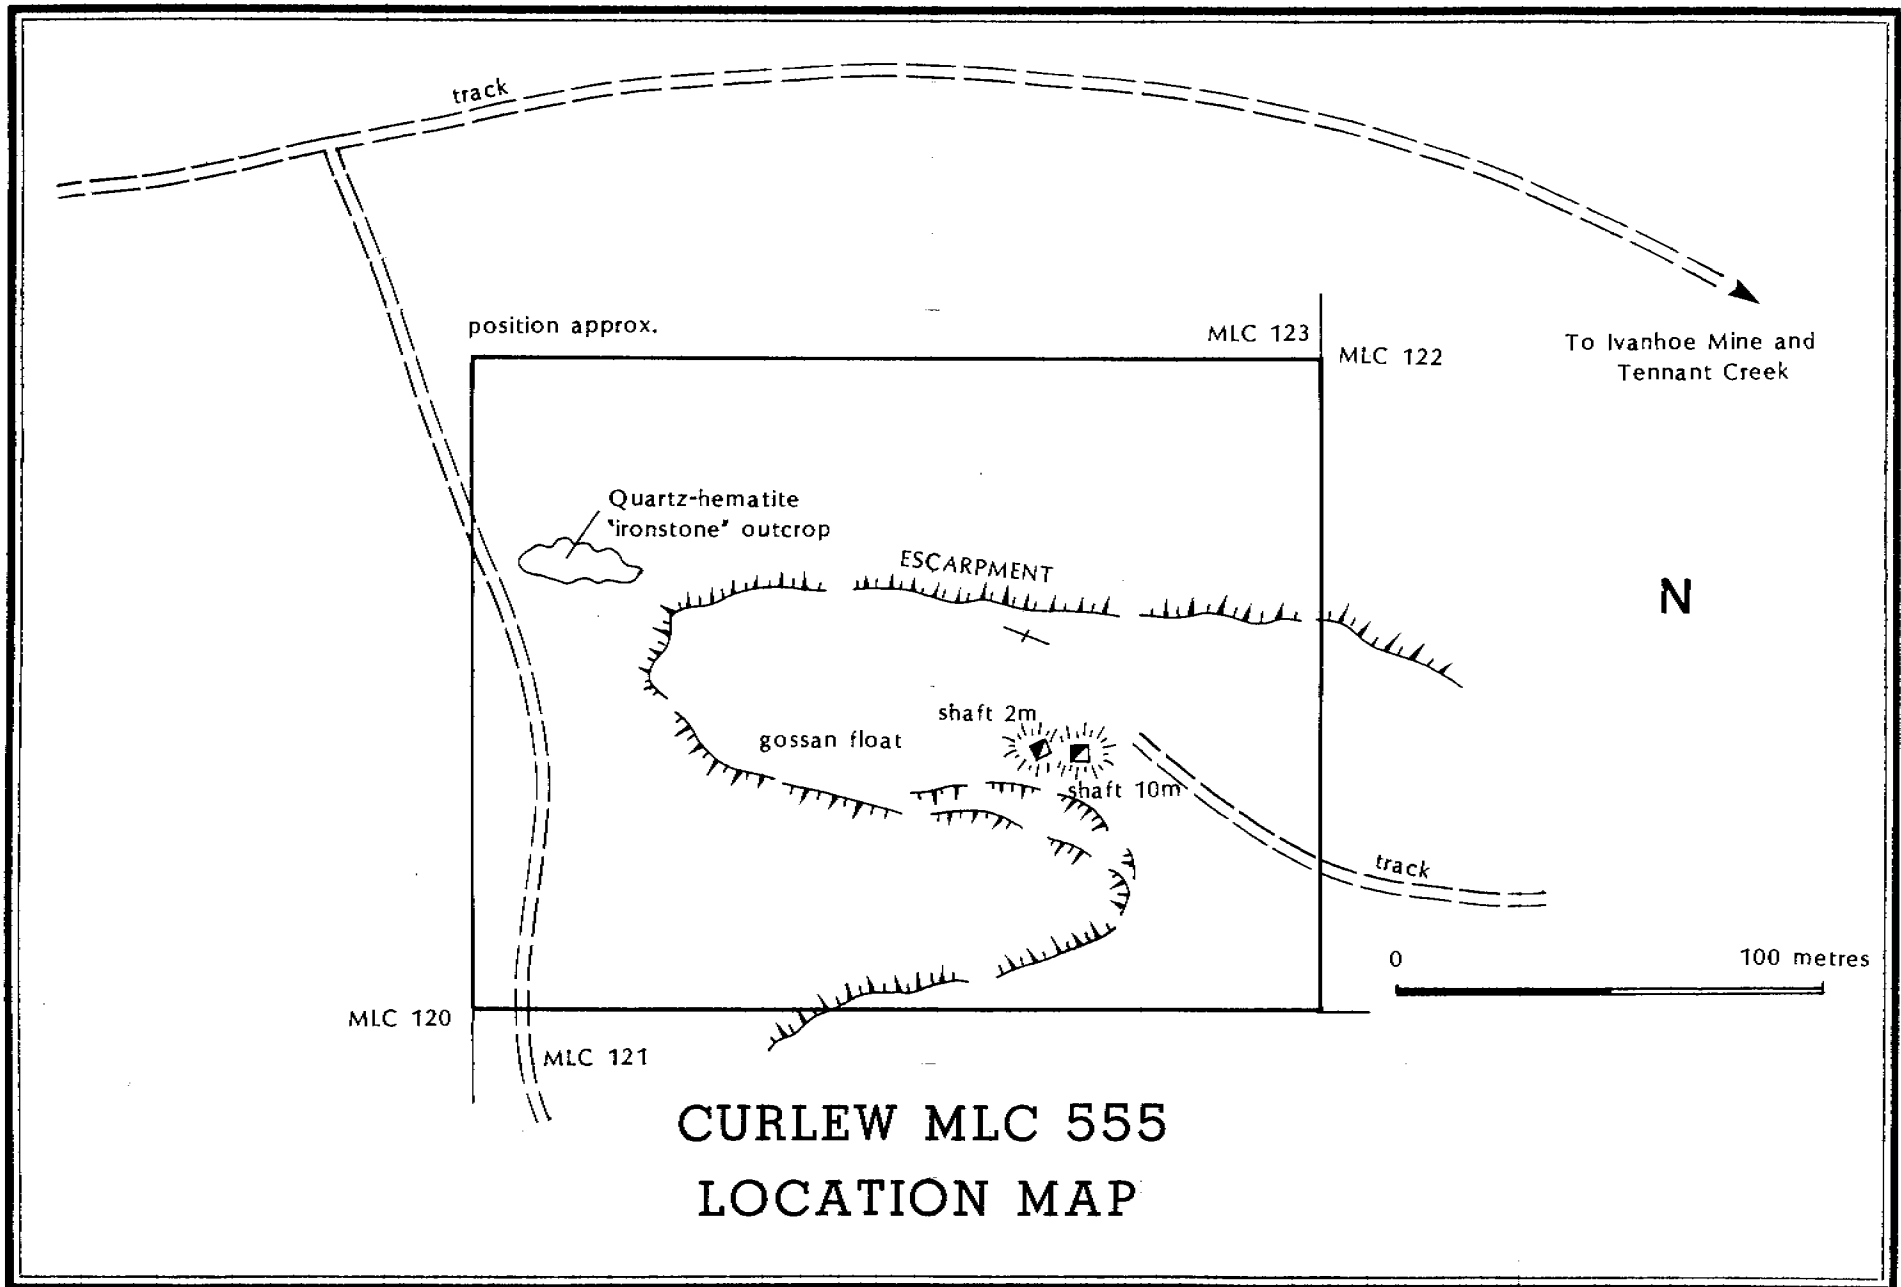 track
position approx.
MLC 123
MLC 122
To Ivanhoe Mine and
Tennant Creek
Quartz-hematite
"ironstone" outcrop
ESCARPMENT
N
shaft 2m
gossan float
shaft 10m
track
0
100 metres
MLC 120
MLC 121
CURLEW MLC 555
LOCATION MAP